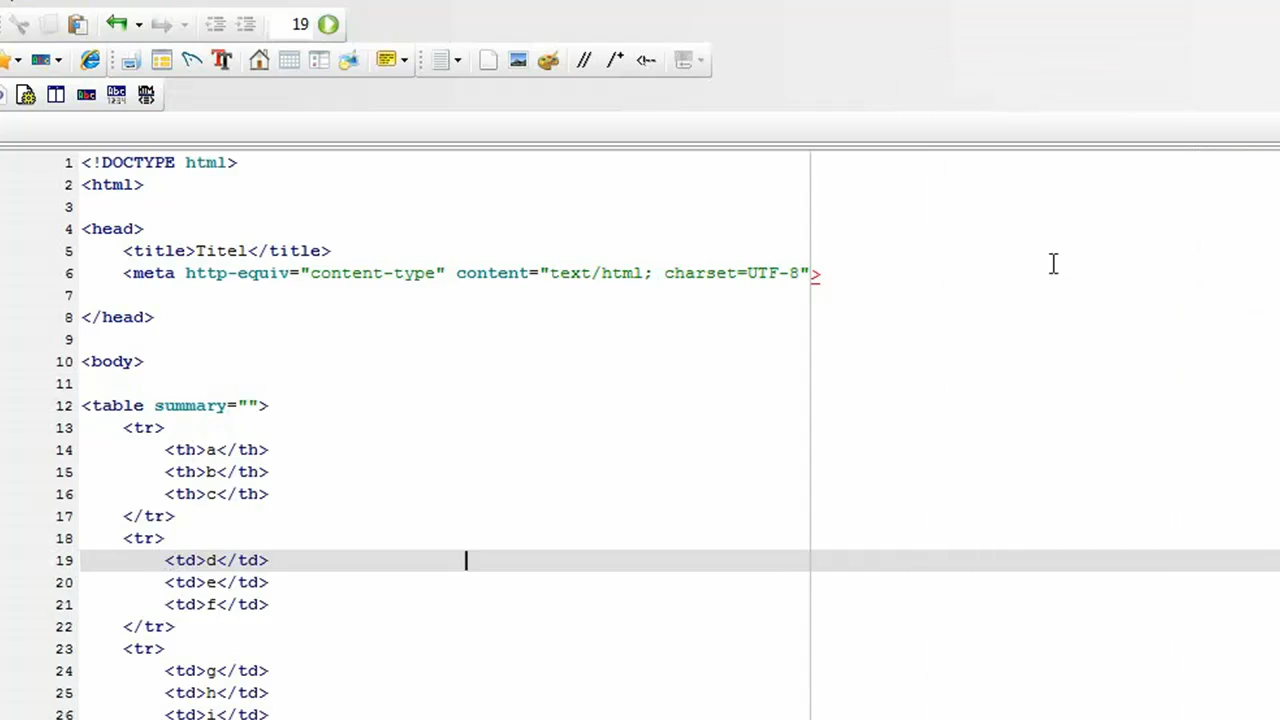 19
1 <!DOCTYPE html>
2 <html>
3
4 <head>
5 <title>Titel</title>
6 <meta http-equiv="content-type" content="text/html; charset=UTF-8">
7
8 </head>
9
10 <body>
11
12 <table summary="">
13 <tr>
14 <th>a</th>
15 <th>b</th>
16 <th>c</th>
17 </tr>
18 <tr>
19 <td>d</td>
20 <td>e</td>
21 <td>f</td>
22 </tr>
23 <tr>
24 <td>g</td>
25 <td>h</td>
26 <td>i</td>